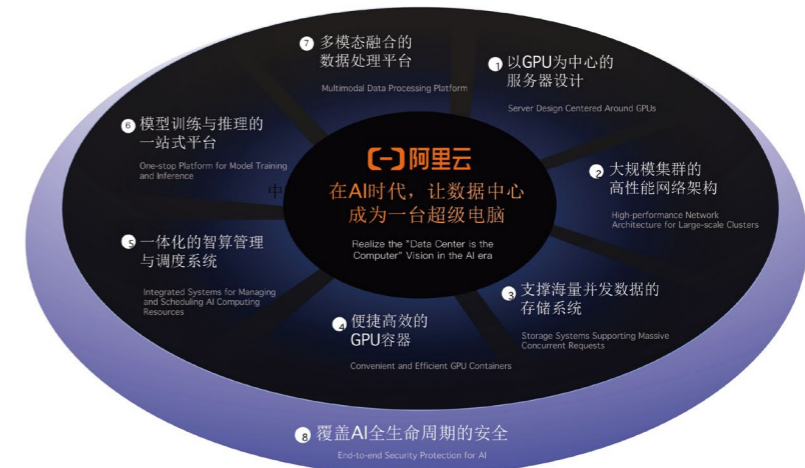 阿里云
在AI时代，让数据中心
成为一台超级电脑
Realize the "Data Center is the
Computer" Vision in the AI era
1 以GPU为中心的
服务器设计
Server Design Centered Around GPUs
2 大规模集群的
高性能网络架构
High-performance Network
Architecture for Large-scale Clusters
3 支撑海量并发数据的
存储系统
Storage Systems Supporting Massive
Concurrent Requests
4 便捷高效的
GPU容器
Convenient and Efficient GPU Containers
5 一体化的智算管理
与调度系统
Integrated Systems for Managing
and Scheduling AI Computing
Resources
6 模型训练与推理的
一站式平台
One-stop Platform for Model Training
and Inference
中
7 多模态融合的
数据处理平台
Multimodal Data Processing Platform
8 覆盖AI全生命周期的安全
End-to-end Security Protection for AI